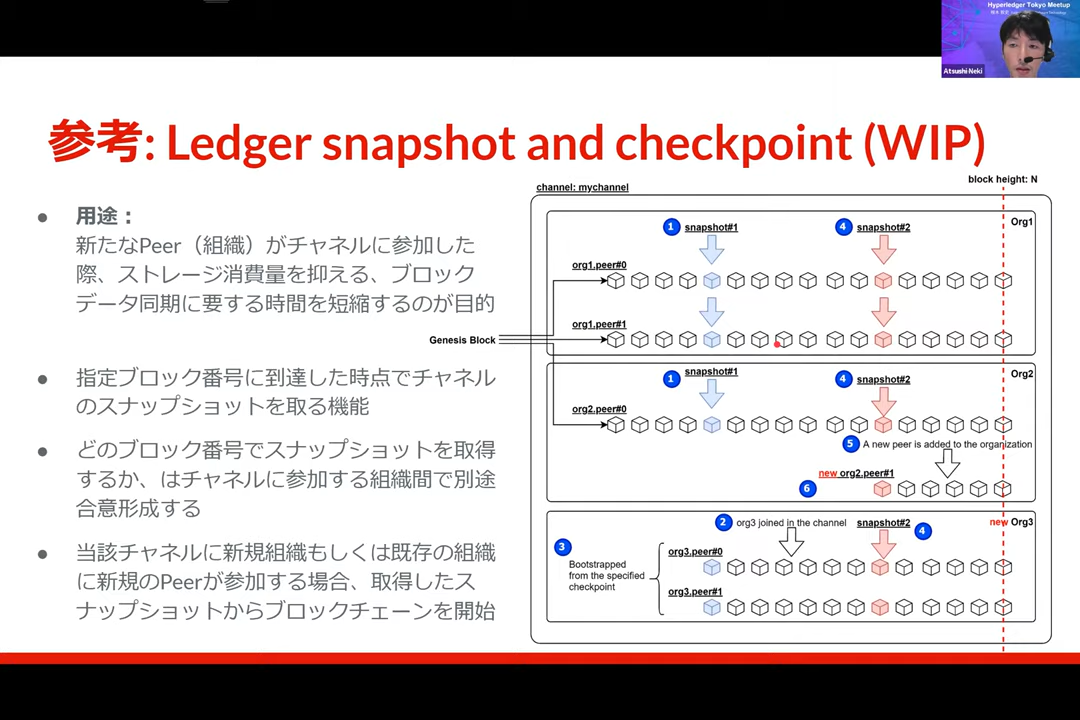 Hyperledger Tokyo Meetup
Atsushi Neki
参考: Ledger snapshot and checkpoint (WIP)
● 用途：
新たなPeer（組織）がチャネルに参加した
際、ストレージ消費量を抑える、ブロック
データ同期に要する時間を短縮するのが目的
● 指定ブロック番号に到達した時点でチャネル
のスナップショットを取る機能
● どのブロック番号でスナップショットを取得
するか、はチャネルに参加する組織間で別途
合意形成する
● 当該チャネルに新規組織もしくは既存の組織
に新規のPeerが参加する場合、取得したス
ナップショットからブロックチェーンを開始
block height: N
channel: mychannel
Org1
1 snapshot#1
4 snapshot#2
org1.peer#0
org1.peer#1
Genesis Block
Org2
1 snapshot#1
4 snapshot#2
org2.peer#0
5 A new peer is added to the organization
new org2.peer#1
6
new Org3
2 org3 joined in the channel
snapshot#2 4
3
Bootstrapped
from the specified
checkpoint
org3.peer#0
org3.peer#1